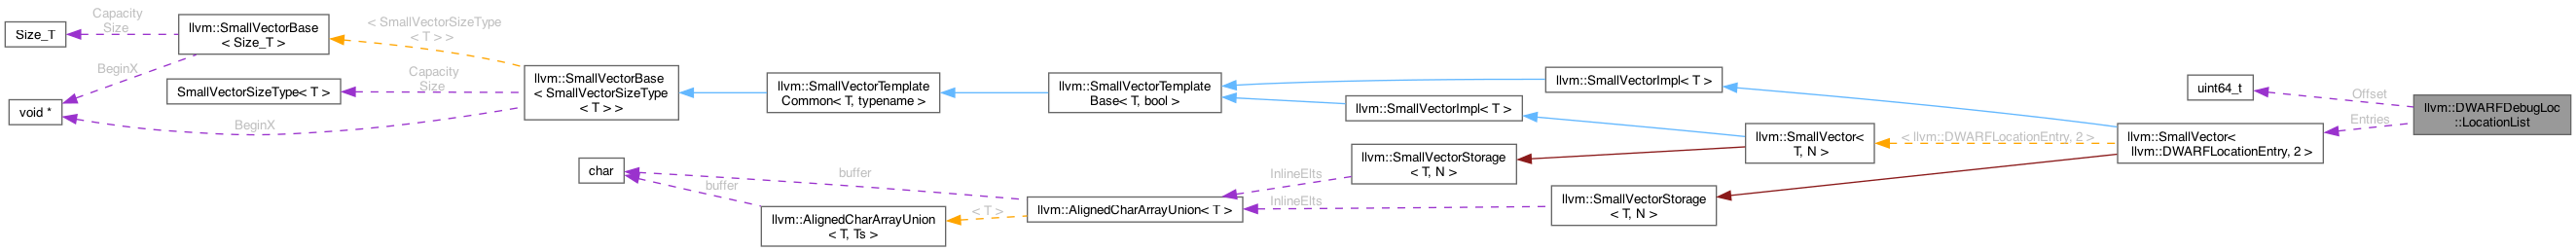 Size_T
Capacity
Size
llvm::SmallVectorBase
< Size_T >
< SmallVectorSizeType
< T > >
BeginX
SmallVectorSizeType< T >
Capacity
Size
void *
BeginX
llvm::SmallVectorBase
< SmallVectorSizeType
< T > >
llvm::SmallVectorTemplate
Common< T, typename >
llvm::SmallVectorTemplate
Base< T, bool >
llvm::SmallVectorImpl< T >
llvm::SmallVectorImpl< T >
char
buffer
buffer
llvm::AlignedCharArrayUnion
< T, Ts >
< T >
llvm::AlignedCharArrayUnion< T >
InlineElts
InlineElts
llvm::SmallVectorStorage
< T, N >
llvm::SmallVectorStorage
< T, N >
llvm::SmallVector<
T, N >
< llvm::DWARFLocationEntry, 2 >
llvm::SmallVector<
llvm::DWARFLocationEntry, 2 >
uint64_t
Offset
Entries
llvm::DWARFDebugLoc
::LocationList